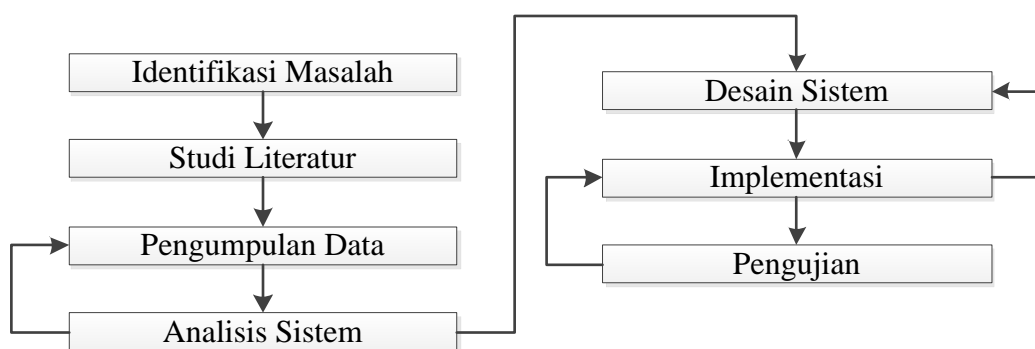 Identifikasi Masalah
Studi Literatur
Pengumpulan Data
Analisis Sistem
Desain Sistem
Implementasi
Pengujian